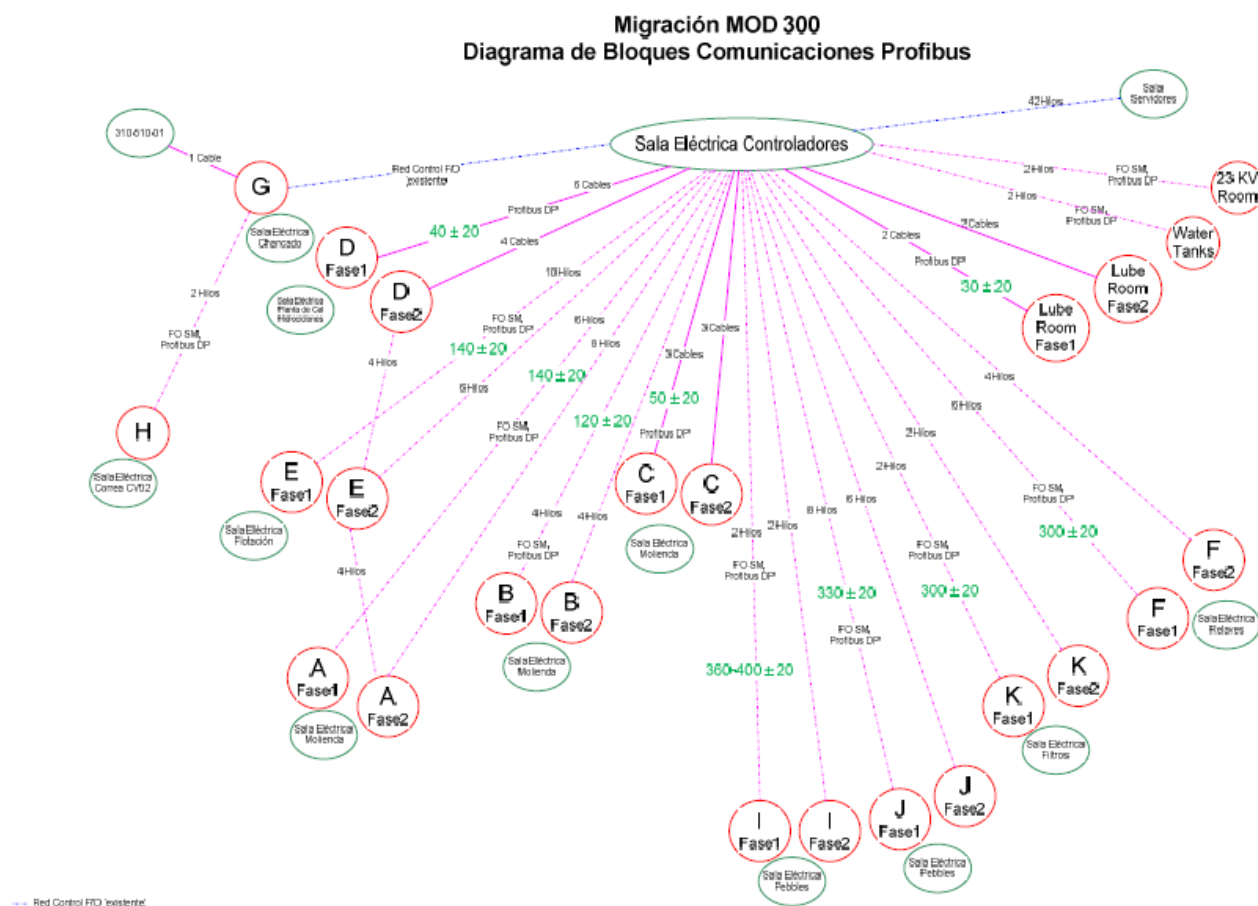 Migración MOD 300
Diagrama de Bloques Comunicaciones Profibus
Sala
Servidores
42Hilos
310-510-01
Sala Eléctrica Controladores
1 Cable
Red Control F/O
'existente'
G
6 Cables
2 Hilos
FO SM,
Profibus DP
23 KV
Room
Sala Eléctrica
Chancado
Profibus DP
40 ± 20
4 Cables
2 Hilos
FO SM,
Profibus DP
Water
Tanks
D
Fase1
2 Cables
2 Cables
Profibus DP
30 ± 20
Lube
Room
Fase2
Sala Eléctrica
Planta de Cal
Hidrociclones
D
Fase2
10Hilos
2 Hilos
FO SM,
Profibus DP
FO SM,
Profibus DP
140 ± 20
6 Hilos
8 Hilos
3 Cables
3 Cables
Lube
Room
Fase1
4 Hilos
6 Hilos
140 ± 20
120 ± 20
50 ± 20
4 Hilos
6 Hilos
2 Hilos
H
Sala Eléctrica
Correa CV02
FO SM,
Profibus DP
Profibus DP
2 Hilos
E
Fase1
E
Fase2
C
Fase1
C
Fase2
FO SM,
Profibus DP
300 ± 20
Sala Eléctrica
Flotación
4 Hilos
4 Hilos
2 Hilos
2 Hilos
8 Hilos
6 Hilos
Sala Eléctrica
Molienda
F
Fase2
FO SM,
Profibus DP
FO SM,
Profibus DP
FO SM,
Profibus DP
4 Hilos
B
Fase1
B
Fase2
330 ± 20
300 ± 20
F
Fase1
Sala Eléctrica
Relaves
FO SM,
Profibus DP
Sala Eléctrica
Molienda
360-400 ± 20
A
Fase1
A
Fase2
K
Fase1
K
Fase2
Sala Eléctrica
Molienda
Sala Eléctrica
Filtros
I
Fase1
I
Fase2
J
Fase1
J
Fase2
Sala Eléctrica
Pebbles
Sala Eléctrica
Pebbles
Red Control F/O 'existente'